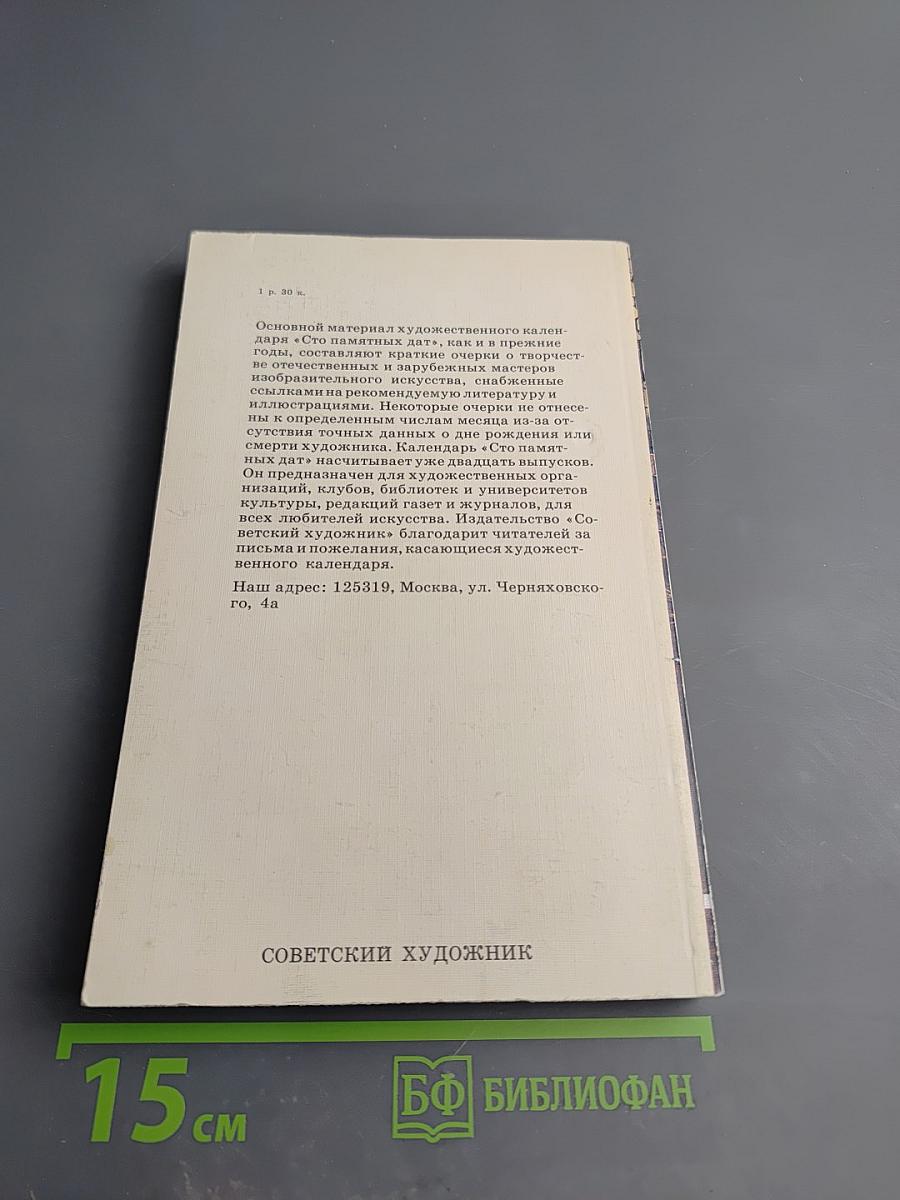 1 р. 30 к.
Основной материал художественного кален-
даря «Сто памятных дат», как и в прежние
годы, составляют краткие очерки о творчест-
ве отечественных и зарубежных мастеров
изобразительного искусства, снабженные
ссылками на рекомендуемую литературу и
иллюстрациями. Некоторые очерки не отнесе-
ны к определенным числам месяца из-за от-
сутствия точных данных о дне рождения или
смерти художника. Календарь «Сто памят-
ных дат» насчитывает уже двадцать выпусков.
Он предназначен для художественных орга-
низаций, клубов, библиотек и университетов
культуры, редакций газет и журналов, для
всех любителей искусства. Издательство «Со-
ветский художник» благодарит читателей за
письма и пожелания, касающиеся художест-
венного календаря.
Наш адрес: 125319, Москва, ул. Черняховско-
го, 4а
СОВЕТСКИЙ ХУДОЖНИК
15 см
БФ БИБЛИОФАН